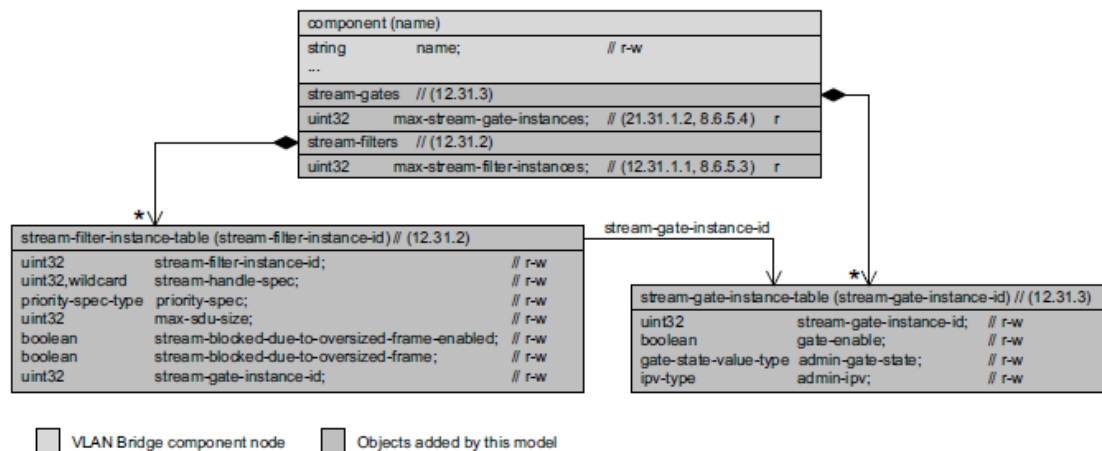 component (name)
string name; // r-w
...
stream-gates // (12.31.3)
uint32 max-stream-gate-instances; // (21.31.1.2, 8.6.5.4) r
stream-filters // (12.31.2)
uint32 max-stream-filter-instances; // (12.31.1.1, 8.6.5.3) r
*
stream-filter-instance-table (stream-filter-instance-id) // (12.31.2)
uint32 stream-filter-instance-id; // r-w
uint32,wildcard stream-handle-spec; // r-w
priority-spec-type priority-spec; // r-w
uint32 max-sdu-size; // r-w
boolean stream-blocked-due-to-oversized-frame-enabled; // r-w
boolean stream-blocked-due-to-oversized-frame; // r-w
uint32 stream-gate-instance-id; // r-w
stream-gate-instance-id
*
stream-gate-instance-table (stream-gate-instance-id) // (12.31.3)
uint32 stream-gate-instance-id; // r-w
boolean gate-enable; // r-w
gate-state-value-type admin-gate-state; // r-w
ipv-type admin-ipv; // r-w
VLAN Bridge component node
Objects added by this model